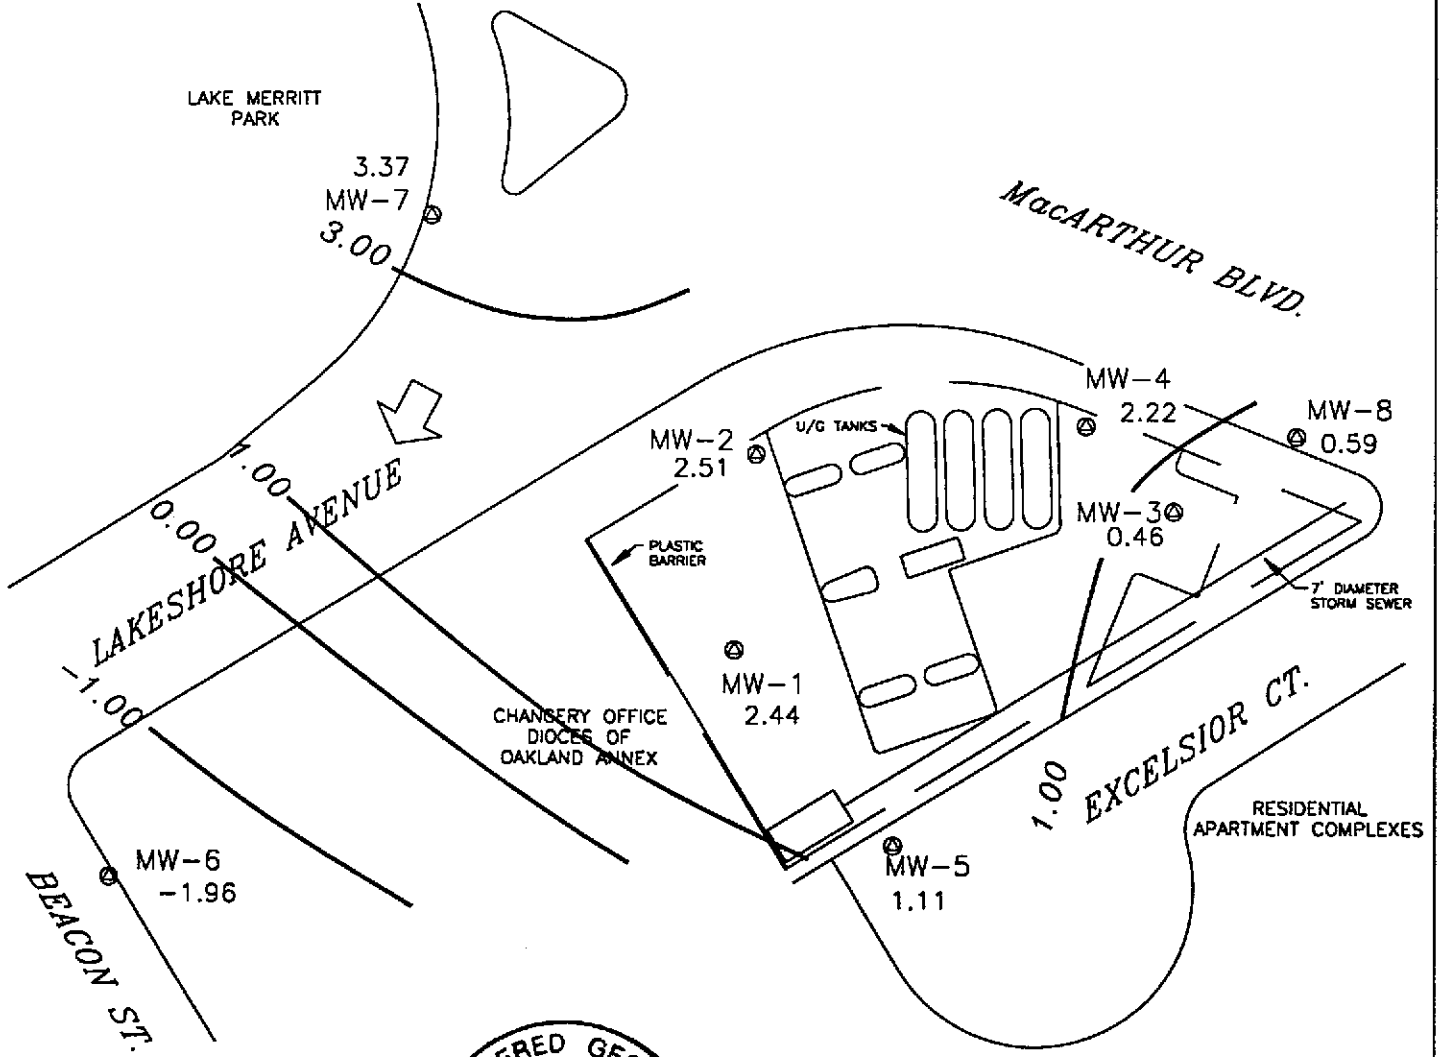 LAKE MERRITT
PARK
3.37
MW-7
3.00
MacARTHUR BLVD.
MW-4
2.22
MW-8
0.59
U/G TANKS
MW-2
2.51
1.00
0.00
LAKESHORE AVENUE
-1.00
PLASTIC
BARRIER
MW-3
0.46
7' DIAMETER
STORM SEWER
MW-1
2.44
CHANCERY OFFICE
DIOCES OF
OAKLAND ANNEX
EXCELSIOR CT.
1.00
RESIDENTIAL
APARTMENT COMPLEXES
MW-6
-1.96
MW-5
1.11
BEACON ST.